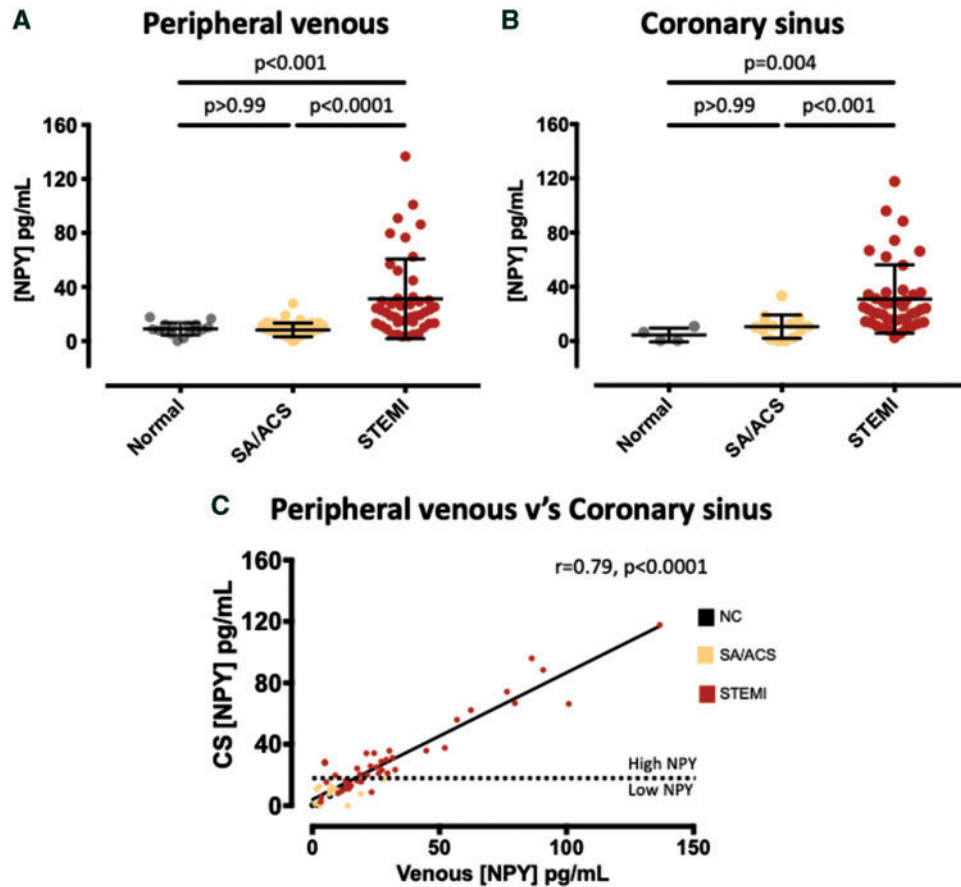 A Peripheral venous
p<0.001
p>0.99 p<0.0001
160
120
80
40
0
[NPY] pg/mL
Normal
SA/ACS
STEMI
B Coronary sinus
p=0.004
p>0.99 p<0.001
160
120
80
40
0
[NPY] pg/mL
Normal
SA/ACS
STEMI
C Peripheral venous v's Coronary sinus
r=0.79, p<0.0001
160
120
80
40
0
CS [NPY] pg/mL
NC
SA/ACS
STEMI
High NPY
Low NPY
0 50 100 150
Venous [NPY] pg/mL